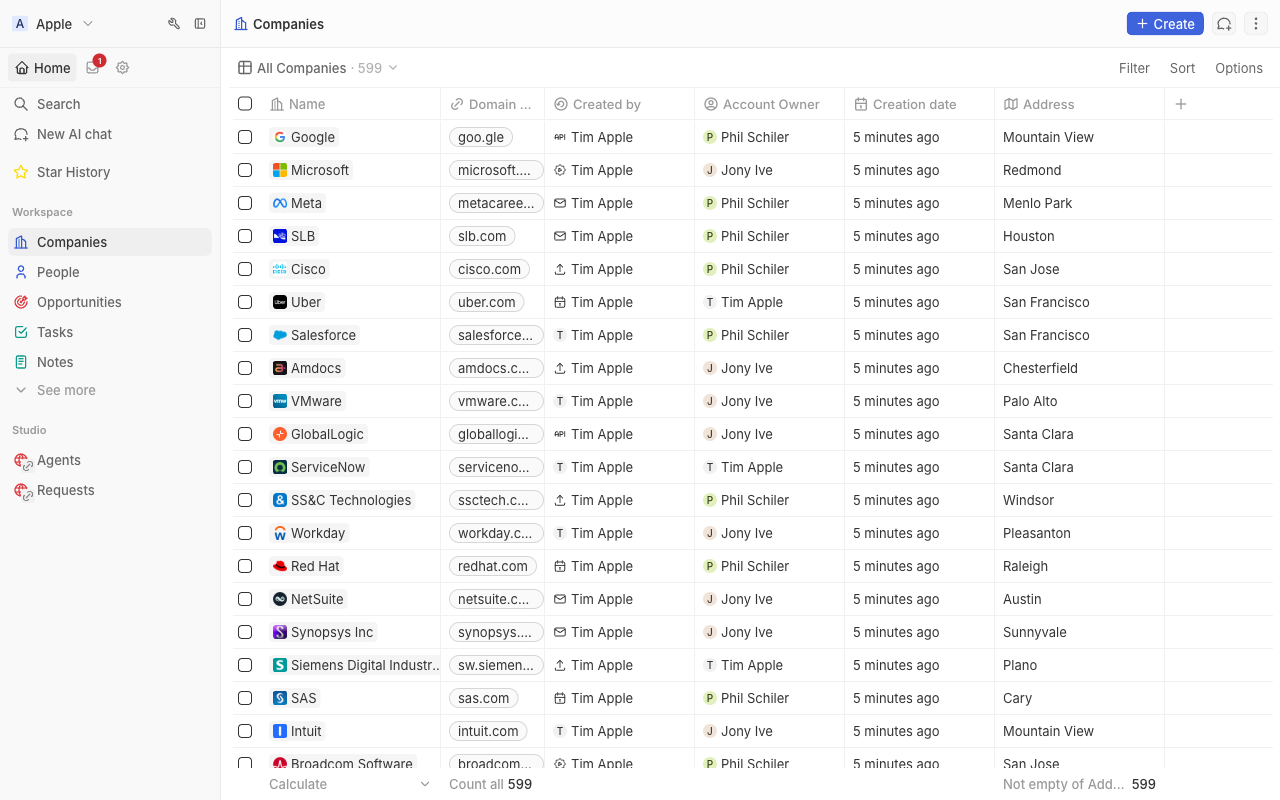 A Apple
Companies
+ Create
Home 1
All Companies · 599
Filter Sort Options
Search
New AI chat
Star History
Workspace
Companies
People
Opportunities
Tasks
Notes
See more
Studio
Agents
Requests
Name Domain ... Created by Account Owner Creation date Address
Google goo.gle API Tim Apple P Phil Schiler 5 minutes ago Mountain View
Microsoft microsoft.... Tim Apple J Jony Ive 5 minutes ago Redmond
Meta metacaree... Tim Apple P Phil Schiler 5 minutes ago Menlo Park
SLB slb.com Tim Apple P Phil Schiler 5 minutes ago Houston
Cisco cisco.com Tim Apple P Phil Schiler 5 minutes ago San Jose
Uber uber.com Tim Apple T Tim Apple 5 minutes ago San Francisco
Salesforce salesforce... T Tim Apple P Phil Schiler 5 minutes ago San Francisco
Amdocs amdocs.c... Tim Apple J Jony Ive 5 minutes ago Chesterfield
VMware vmware.c... T Tim Apple J Jony Ive 5 minutes ago Palo Alto
GlobalLogic globallogi... API Tim Apple J Jony Ive 5 minutes ago Santa Clara
ServiceNow serviceno... T Tim Apple T Tim Apple 5 minutes ago Santa Clara
SS&C Technologies ssctech.c... Tim Apple P Phil Schiler 5 minutes ago Windsor
Workday workday.c... T Tim Apple J Jony Ive 5 minutes ago Pleasanton
Red Hat redhat.com Tim Apple P Phil Schiler 5 minutes ago Raleigh
NetSuite netsuite.c... Tim Apple J Jony Ive 5 minutes ago Austin
Synopsys Inc synopsys.... Tim Apple J Jony Ive 5 minutes ago Sunnyvale
Siemens Digital Industr... sw.siemen... Tim Apple T Tim Apple 5 minutes ago Plano
SAS sas.com Tim Apple P Phil Schiler 5 minutes ago Cary
Intuit intuit.com T Tim Apple J Jony Ive 5 minutes ago Mountain View
Broadcom Software broadcom... Tim Apple P Phil Schiler 5 minutes ago San Jose
Calculate Count all 599 Not empty of Add... 599